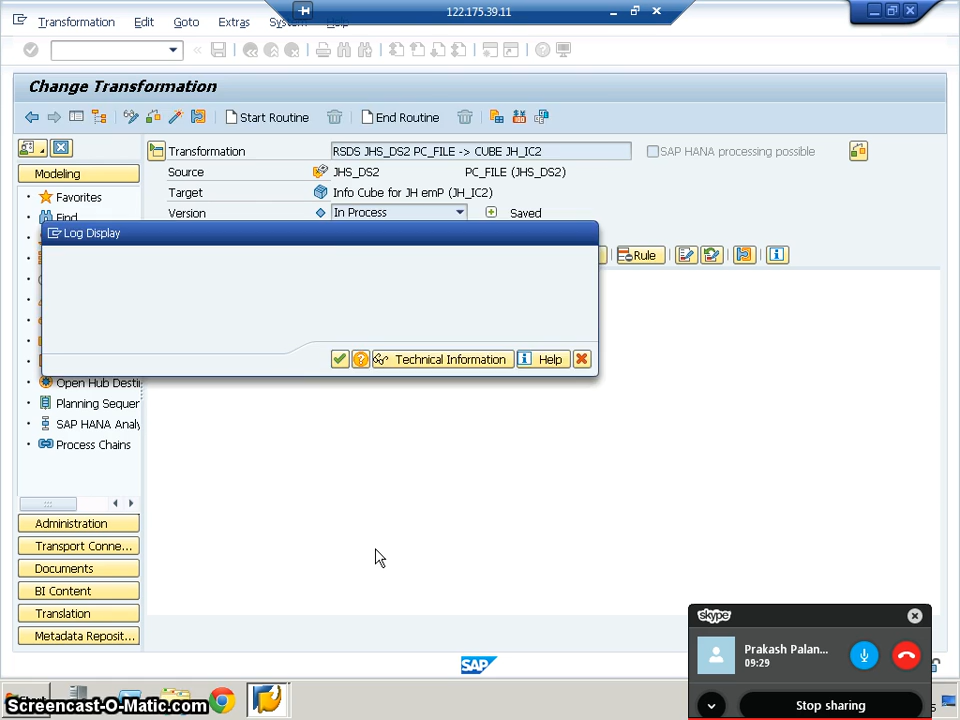 122.175.39.11
Transformation Edit Goto Extras System Help
Change Transformation
Start Routine End Routine
Transformation RSDS JHS_DS2 PC_FILE -> CUBE JH_IC2 SAP HANA processing possible
Source JHS_DS2 PC_FILE (JHS_DS2)
Target Info Cube for JH emP (JH_IC2)
Version In Process Saved
Modeling
Favorites
Find
Log Display
Rule
Technical Information Help
Open Hub Desti
Planning Sequer
SAP HANA Analy
Process Chains
Administration
Transport Conne...
Documents
BI Content
Translation
Metadata Reposit...
SAP
skype
Prakash Palan...
09:29
Stop sharing
Screencast-O-Matic.com